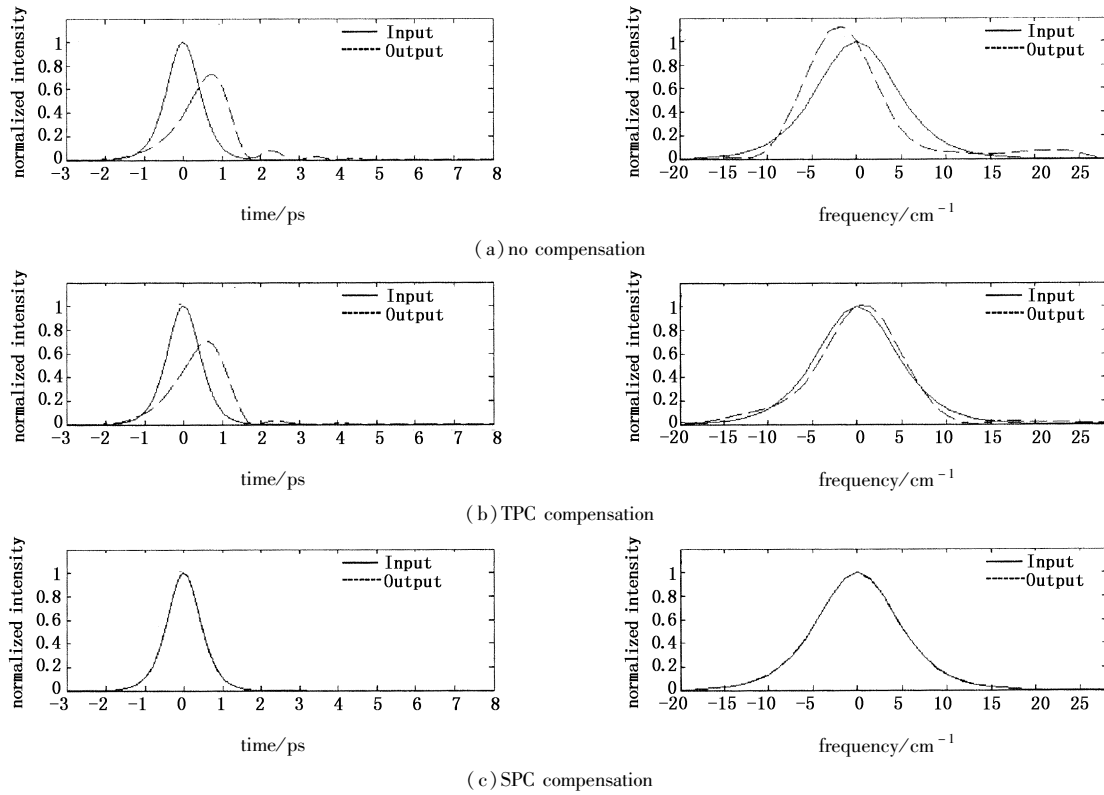 normalized intensity
1
0.8
0.6
0.4
0.2
0
-3 -2 -1 0 1 2 3 4 5 6 7 8
Input
Output
time/ps
normalized intensity
1
0.8
0.6
0.4
0.2
0
-20 -15 -10 -5 0 5 10 15 20 25
Input
Output
frequency/cm⁻¹
(a) no compensation
normalized intensity
1
0.8
0.6
0.4
0.2
0
-3 -2 -1 0 1 2 3 4 5 6 7 8
Input
Output
time/ps
normalized intensity
1
0.8
0.6
0.4
0.2
0
-20 -15 -10 -5 0 5 10 15 20 25
Input
Output
frequency/cm⁻¹
(b) TPC compensation
normalized intensity
1
0.8
0.6
0.4
0.2
0
-3 -2 -1 0 1 2 3 4 5 6 7 8
Input
Output
time/ps
normalized intensity
1
0.8
0.6
0.4
0.2
0
-20 -15 -10 -5 0 5 10 15 20 25
Input
Output
frequency/cm⁻¹
(c) SPC compensation